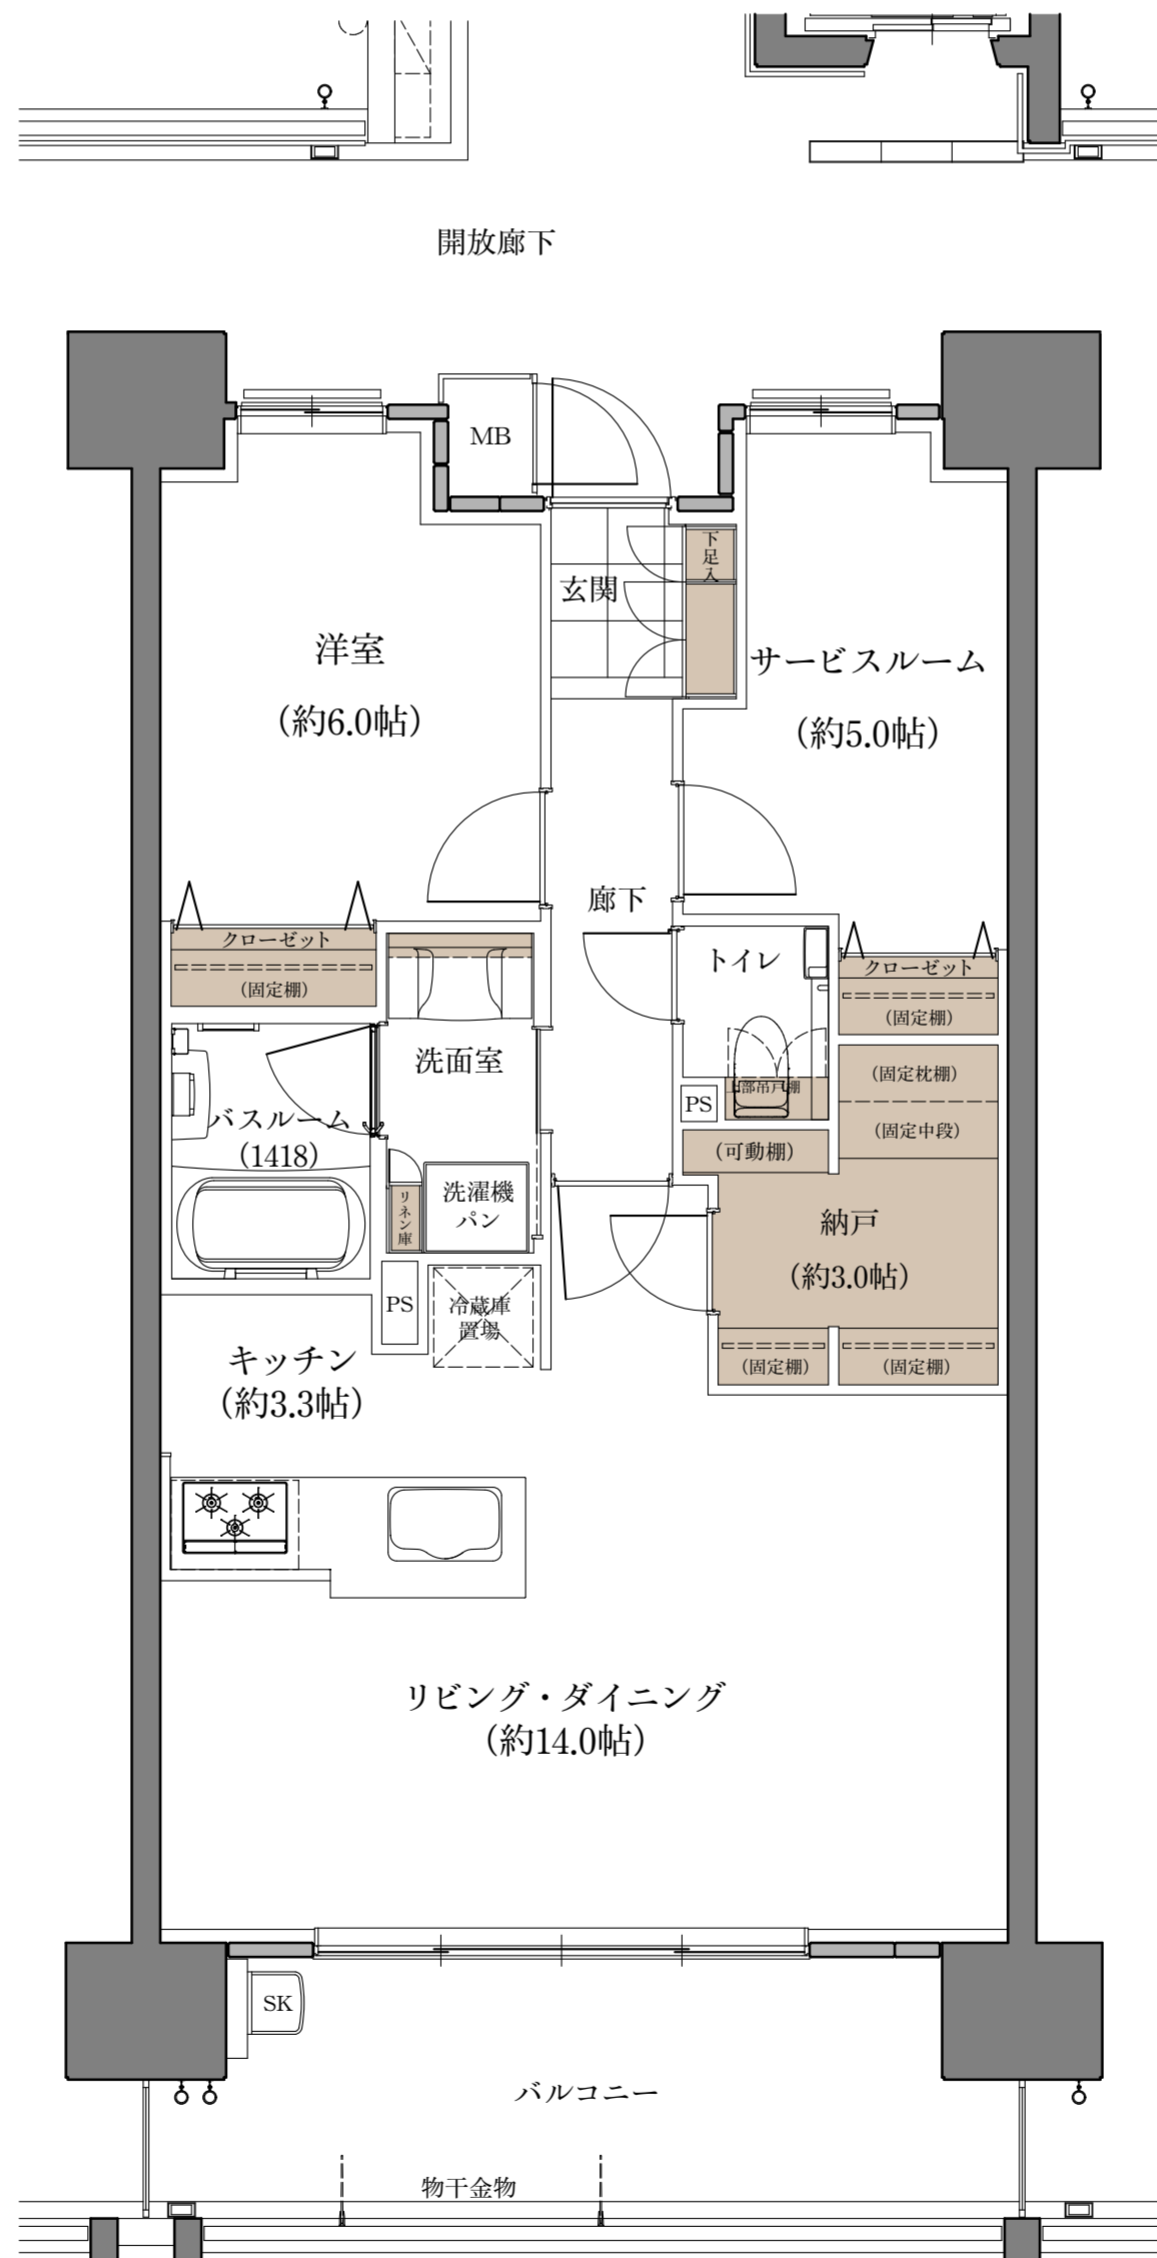 開放廊下
MB
下足入
玄関
洋室
(約6.0帖)
サービスルーム
(約5.0帖)
廊下
クローゼット
(固定棚)
トイレ
クローゼット
(固定棚)
洗面室
上部吊戸棚
PS
(固定枕棚)
(固定中段)
バスルーム
(1418)
(可動棚)
リネン庫
洗濯機
パン
納戸
(約3.0帖)
PS
冷蔵庫
置場
(固定棚)
(固定棚)
キッチン
(約3.3帖)
リビング・ダイニング
(約14.0帖)
SK
バルコニー
物干金物